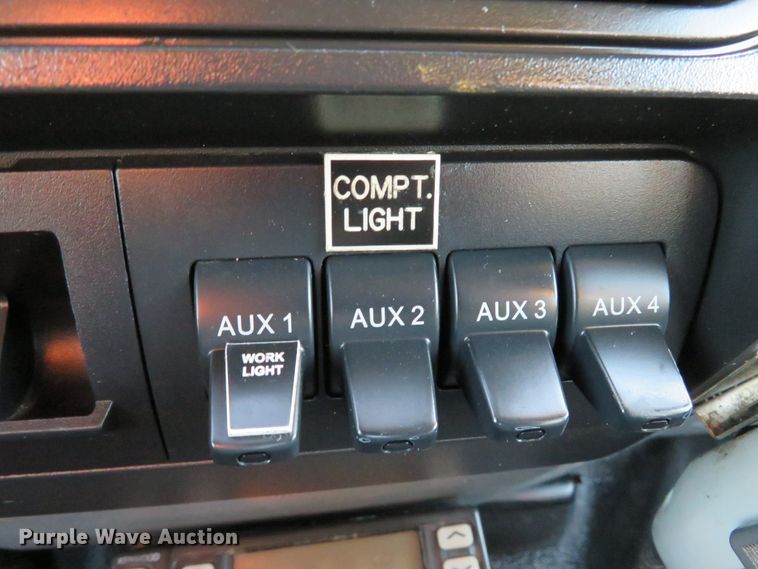 COMPT.
LIGHT
AUX 1
AUX 2
AUX 3
AUX 4
WORK
LIGHT
Purple Wave Auction